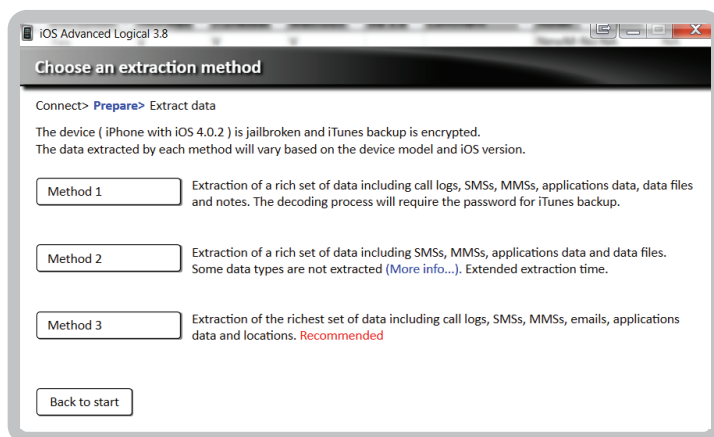 iOS Advanced Logical 3.8
Choose an extraction method
Connect> Prepare> Extract data
The device ( iPhone with iOS 4.0.2 ) is jailbroken and iTunes backup is encrypted.
The data extracted by each method will vary based on the device model and iOS version.
Method 1
Extraction of a rich set of data including call logs, SMSs, MMSs, applications data, data files
and notes. The decoding process will require the password for iTunes backup.
Method 2
Extraction of a rich set of data including SMSs, MMSs, applications data and data files.
Some data types are not extracted (More info...). Extended extraction time.
Method 3
Extraction of the richest set of data including call logs, SMSs, MMSs, emails, applications
data and locations. Recommended
Back to start